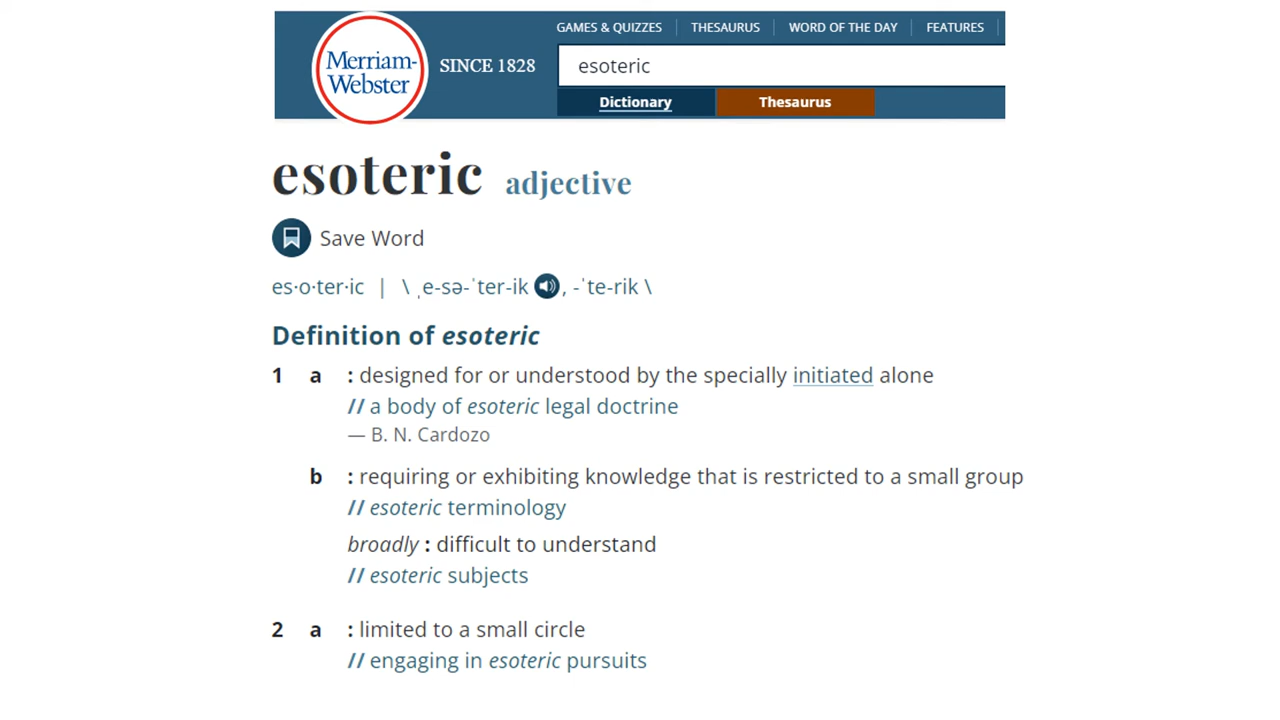 GAMES & QUIZZES THESAURUS WORD OF THE DAY FEATURES
Merriam-
Webster
SINCE 1828
esoteric
Dictionary Thesaurus
esoteric adjective
Save Word
es·o·ter·ic | \ ˌe-sə-ˈter-ik , -ˈte-rik \
Definition of esoteric
1 a : designed for or understood by the specially initiated alone
// a body of esoteric legal doctrine
— B. N. Cardozo
b : requiring or exhibiting knowledge that is restricted to a small group
// esoteric terminology
broadly : difficult to understand
// esoteric subjects
2 a : limited to a small circle
// engaging in esoteric pursuits